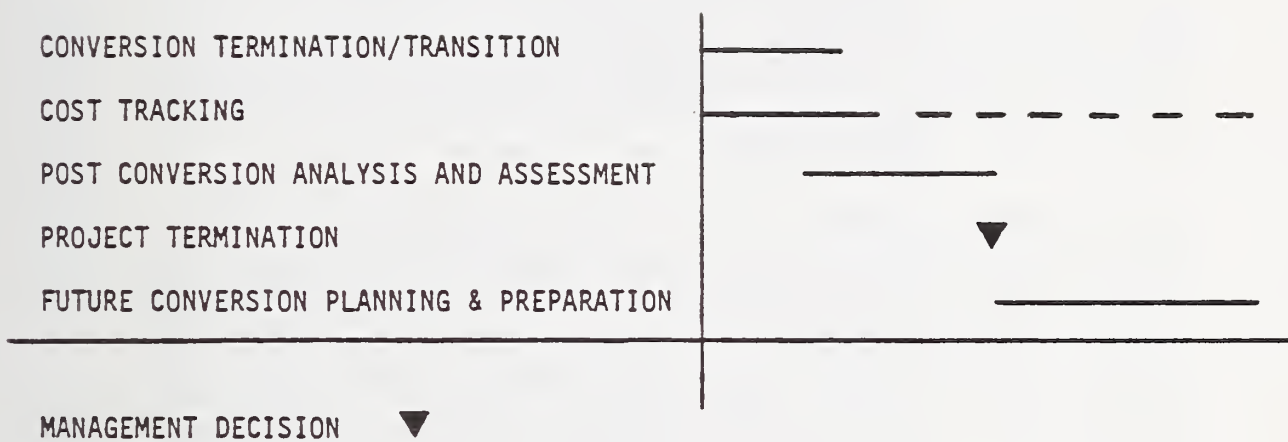 CONVERSION TERMINATION/TRANSITION
COST TRACKING
POST CONVERSION ANALYSIS AND ASSESSMENT
PROJECT TERMINATION
FUTURE CONVERSION PLANNING & PREPARATION
MANAGEMENT DECISION